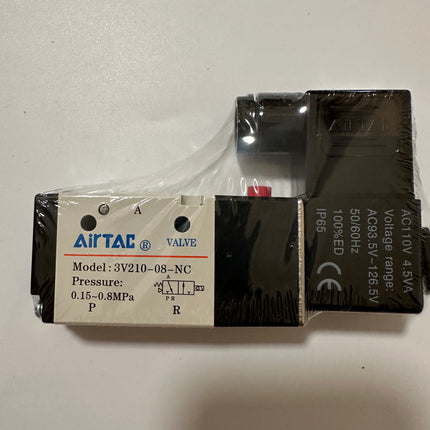 A
AirTAC ® VALVE
Model: 3V210-08-NC
Pressure:
0.15~0.8MPa
A
P R
P R
AIRTAC
AC110V 4.5VA
Voltage range:
AC93.5V-126.5V
50/60Hz
100%ED
IP65
CE